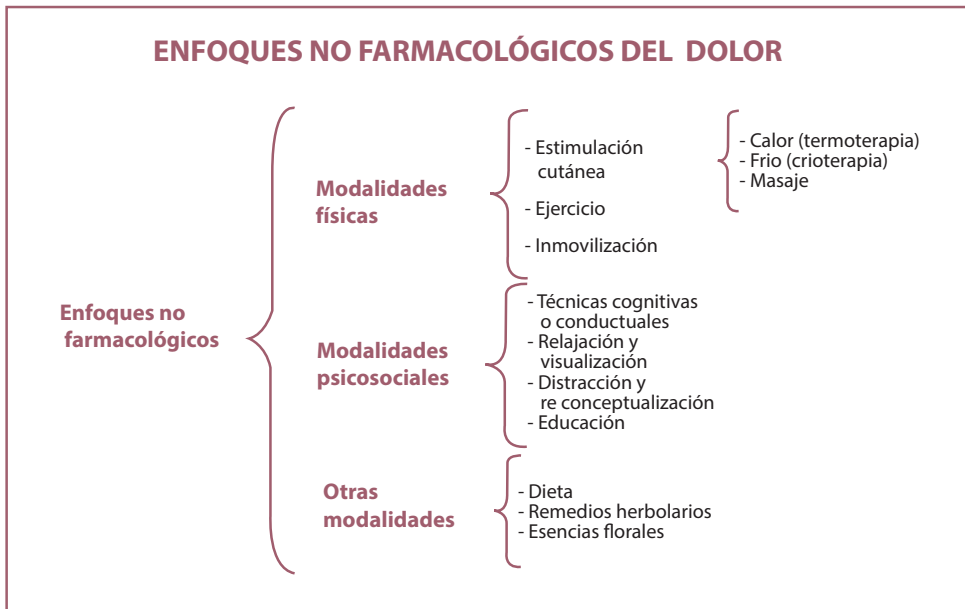 ENFOQUES NO FARMACOLÓGICOS DEL DOLOR
Enfoques no
farmacológicos
Modalidades
físicas
- Estimulación
cutánea
- Ejercicio
- Inmovilización
- Calor (termoterapia)
- Frio (crioterapia)
- Masaje
Modalidades
psicosociales
- Técnicas cognitivas
o conductuales
- Relajación y
visualización
- Distracción y
re conceptualización
- Educación
Otras
modalidades
- Dieta
- Remedios herbolarios
- Esencias florales